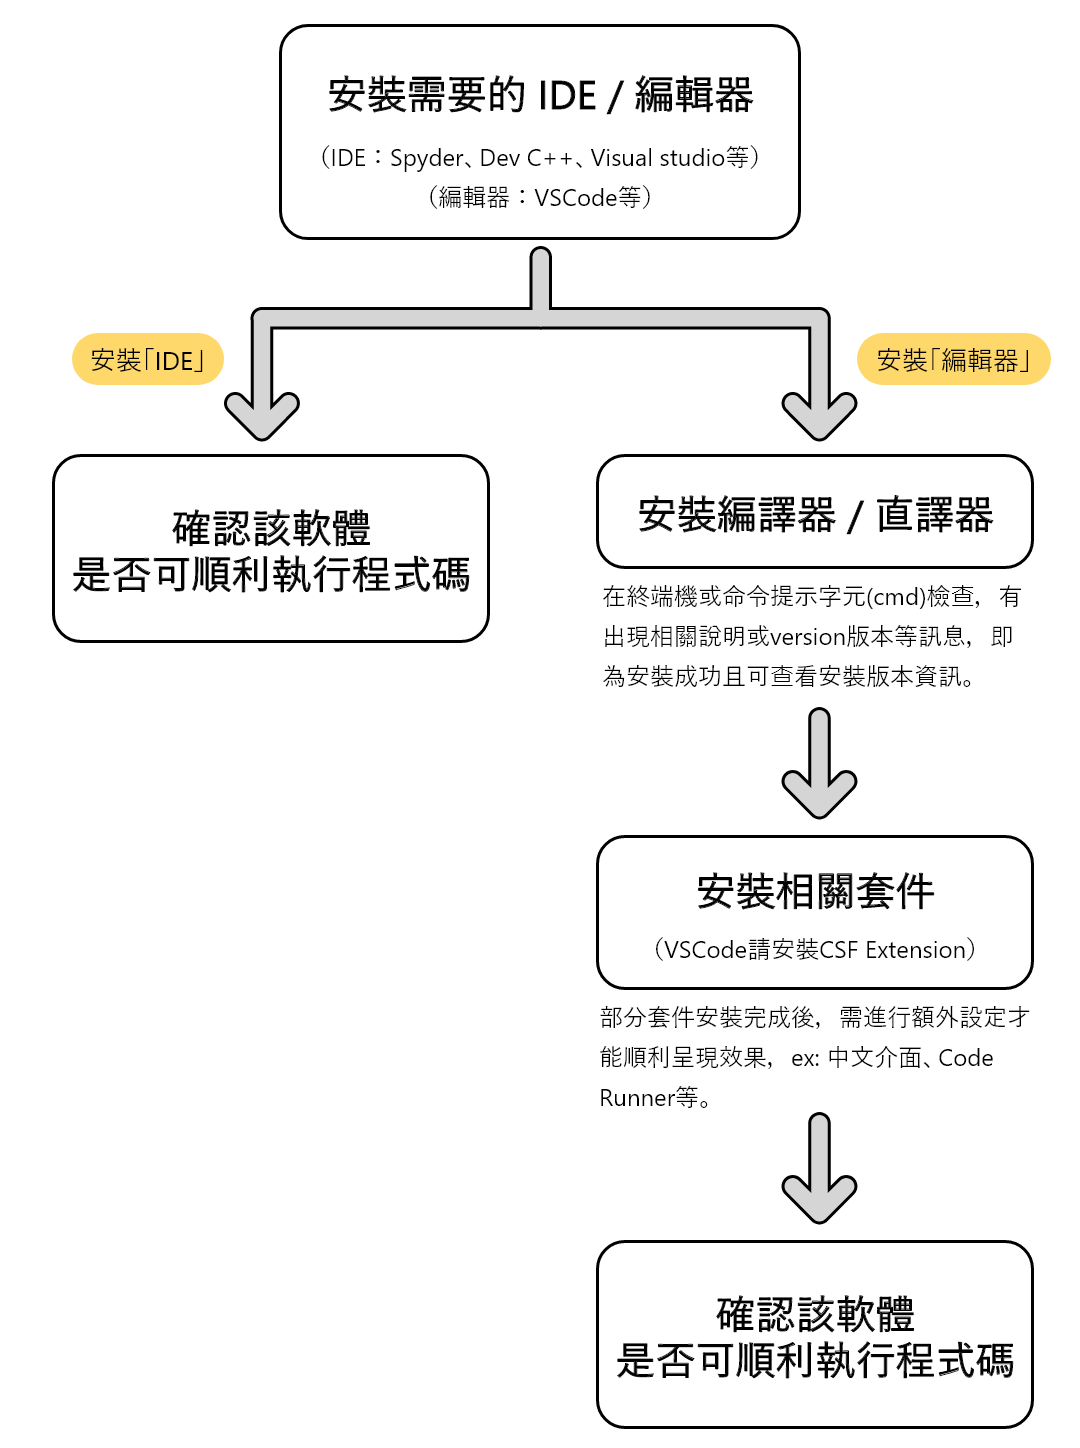 安裝需要的 IDE / 編輯器
（IDE：Spyder、Dev C++、Visual studio等）
（編輯器：VSCode等）
安裝「IDE」
安裝「編輯器」
確認該軟體
是否可順利執行程式碼
安裝編譯器 / 直譯器
在終端機或命令提示字元(cmd)檢查，有
出現相關說明或version版本等訊息，即
為安裝成功且可查看安裝版本資訊。
安裝相關套件
（VSCode請安裝CSF Extension）
部分套件安裝完成後，需進行額外設定才
能順利呈現效果，ex: 中文介面、Code
Runner等。
確認該軟體
是否可順利執行程式碼